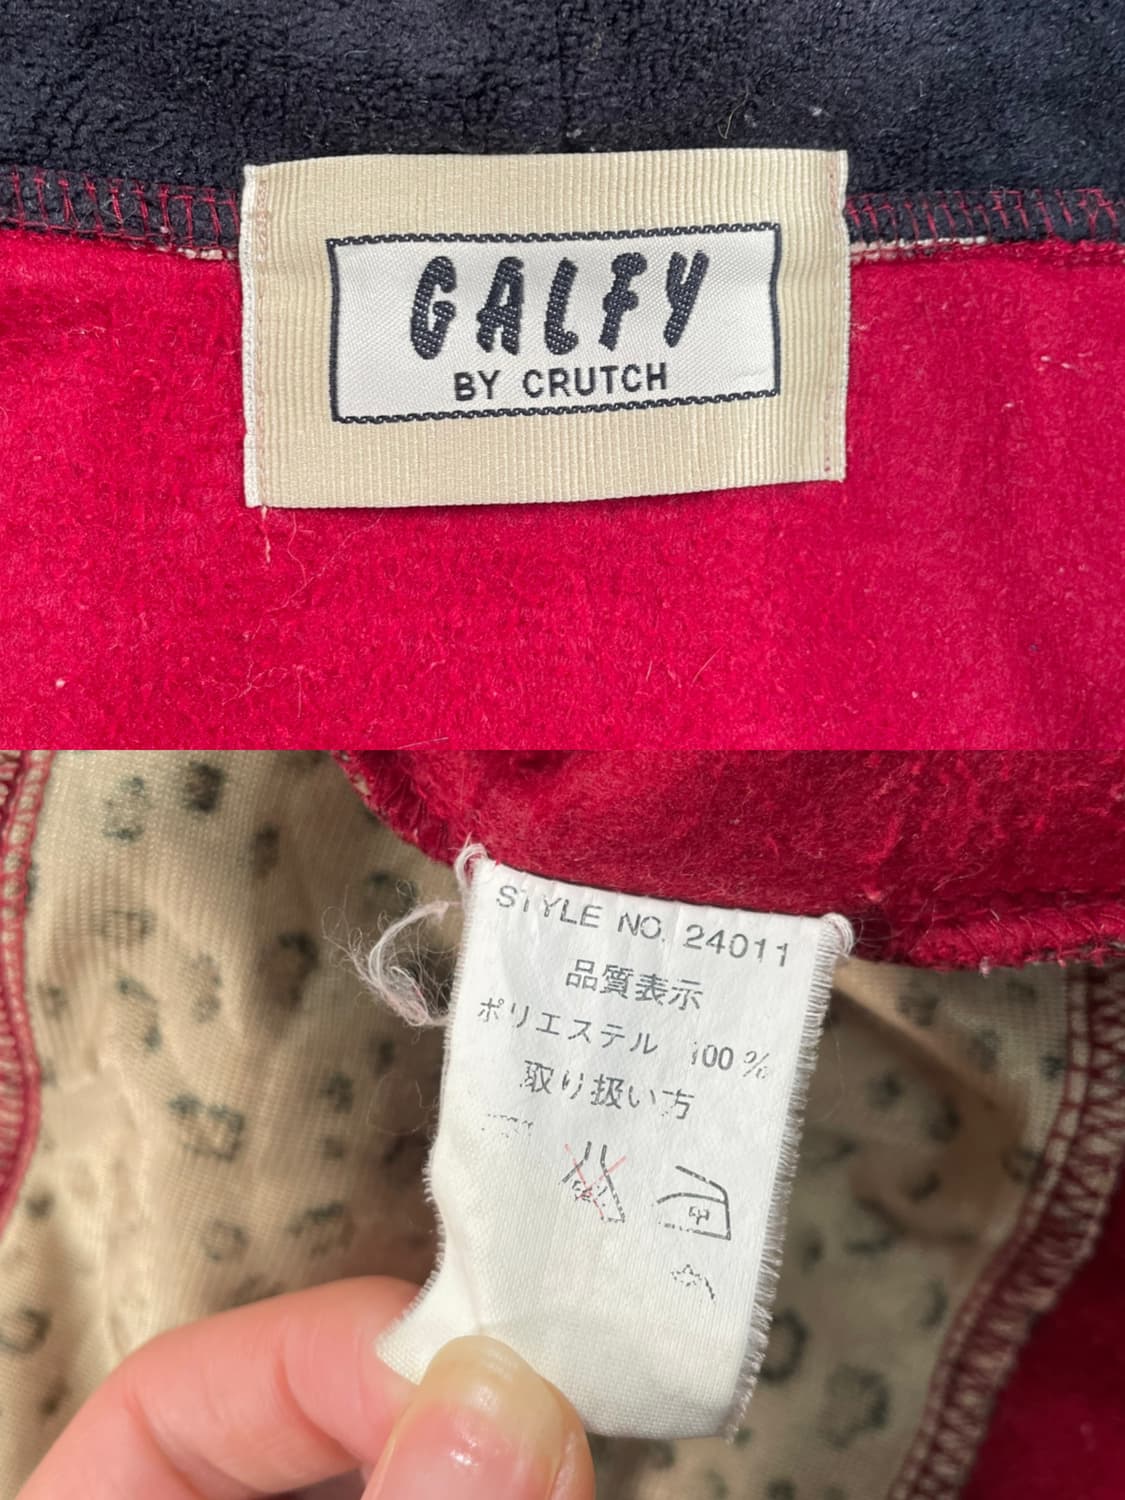 GALFY
BY CRUTCH
STYLE NO. 24011
品質表示
ポリエステル 100%
取り扱い方
中